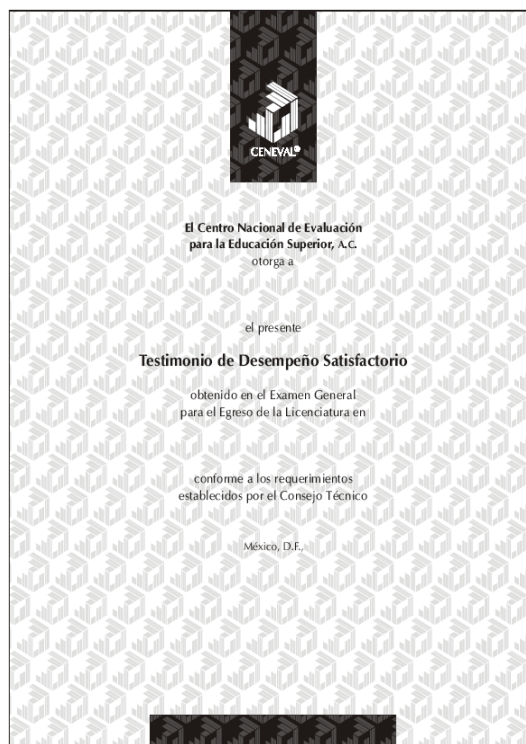 CENEVAL®
El Centro Nacional de Evaluación
para la Educación Superior, A.C.
otorga a
el presente
Testimonio de Desempeño Satisfactorio
obtenido en el Examen General
para el Egreso de la Licenciatura en
conforme a los requerimientos
establecidos por el Consejo Técnico
México, D.F.,